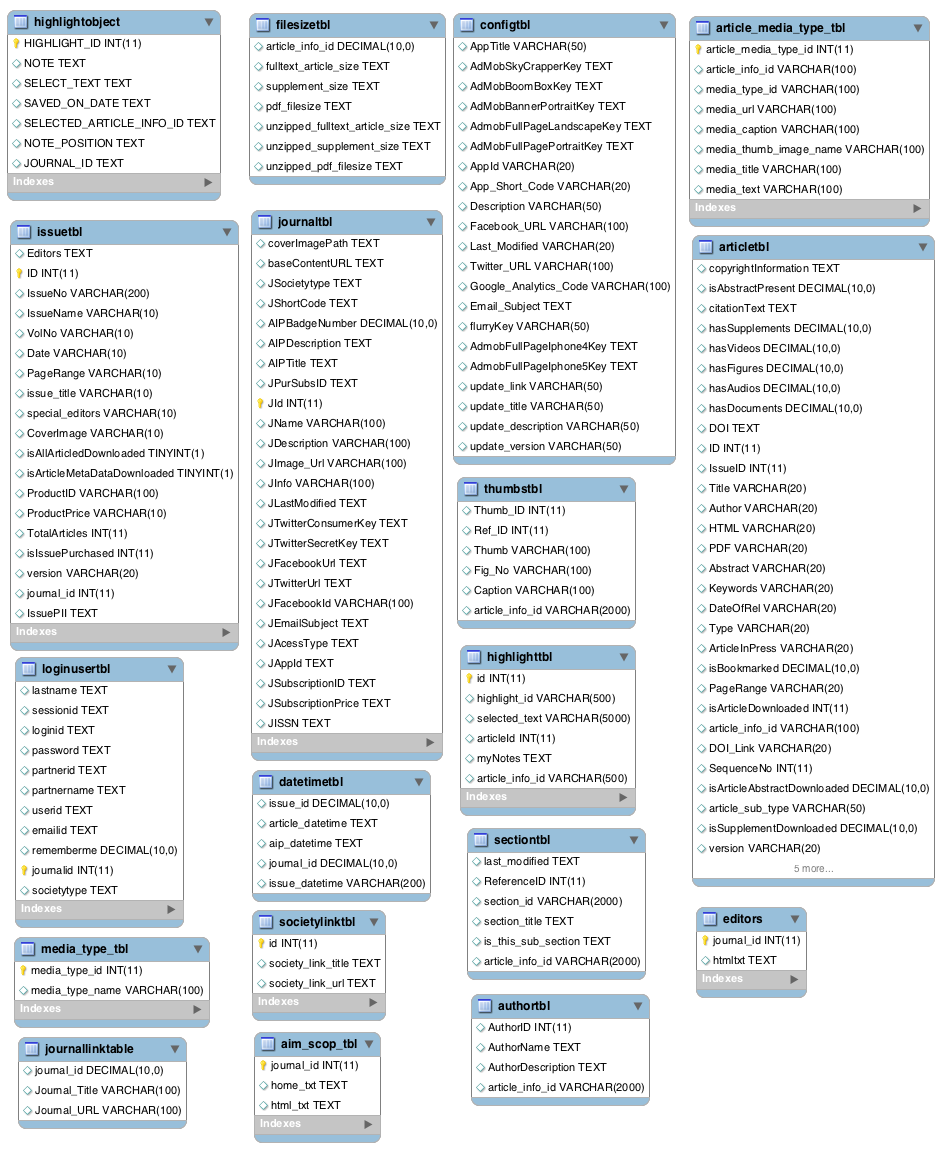 highlightobject
HIGHLIGHT_ID INT(11)
NOTE TEXT
SELECT_TEXT TEXT
SAVED_ON_DATE TEXT
SELECTED_ARTICLE_INFO_ID TEXT
NOTE_POSITION TEXT
JOURNAL_ID TEXT
Indexes
issuetbl
Editors TEXT
ID INT(11)
IssueNo VARCHAR(200)
IssueName VARCHAR(10)
VolNo VARCHAR(10)
Date VARCHAR(10)
PageRange VARCHAR(10)
issue_title VARCHAR(10)
special_editors VARCHAR(10)
CoverImage VARCHAR(10)
isAllArticledDownloaded TINYINT(1)
isArticleMetaDataDownloaded TINYINT(1)
ProductID VARCHAR(100)
ProductPrice VARCHAR(10)
TotalArticles INT(11)
isIssuePurchased INT(11)
version VARCHAR(20)
journal_id INT(11)
IssuePII TEXT
Indexes
loginusertbl
lastname TEXT
sessionid TEXT
loginid TEXT
password TEXT
partnerid TEXT
partnername TEXT
userid TEXT
emailid TEXT
rememberme DECIMAL(10,0)
journalid INT(11)
societytype TEXT
Indexes
media_type_tbl
media_type_id INT(11)
media_type_name VARCHAR(100)
Indexes
journallinktable
journal_id DECIMAL(10,0)
Journal_Title VARCHAR(100)
Journal_URL VARCHAR(100)
filesizetbl
article_info_id DECIMAL(10,0)
fulltext_article_size TEXT
supplement_size TEXT
pdf_filesize TEXT
unzipped_fulltext_article_size TEXT
unzipped_supplement_size TEXT
unzipped_pdf_filesize TEXT
journaltbl
coverImagePath TEXT
baseContentURL TEXT
JSocietytype TEXT
JShortCode TEXT
AIPBadgeNumber DECIMAL(10,0)
AIPDescription TEXT
AIPTitle TEXT
JPurSubsID TEXT
JId INT(11)
JName VARCHAR(100)
JDescription VARCHAR(100)
JImage_Url VARCHAR(100)
JInfo VARCHAR(100)
JLastModified TEXT
JTwitterConsumerKey TEXT
JTwitterSecretKey TEXT
JFacebookUrl TEXT
JTwitterUrl TEXT
JFacebookId VARCHAR(100)
JEmailSubject TEXT
JAcessType TEXT
JAppId TEXT
JSubscriptionID TEXT
JSubscriptionPrice TEXT
JISSN TEXT
Indexes
datetimetbl
issue_id DECIMAL(10,0)
article_datetime TEXT
aip_datetime TEXT
journal_id DECIMAL(10,0)
issue_datetime VARCHAR(200)
societylinktbl
id INT(11)
society_link_title TEXT
society_link_url TEXT
Indexes
aim_scop_tbl
journal_id INT(11)
home_txt TEXT
html_txt TEXT
Indexes
configtbl
AppTitle VARCHAR(50)
AdMobSkyCrapperKey TEXT
AdMobBoomBoxKey TEXT
AdMobBannerPortraitKey TEXT
AdmobFullPageLandscapeKey TEXT
AdMobFullPagePortraitKey TEXT
AppId VARCHAR(20)
App_Short_Code VARCHAR(20)
Description VARCHAR(50)
Facebook_URL VARCHAR(100)
Last_Modified VARCHAR(20)
Twitter_URL VARCHAR(100)
Google_Analytics_Code VARCHAR(100)
Email_Subject TEXT
flurryKey VARCHAR(50)
AdmobFullPageIphone4Key TEXT
AdmobFullPageIphone5Key TEXT
update_link VARCHAR(50)
update_title VARCHAR(50)
update_description VARCHAR(50)
update_version VARCHAR(50)
thumbstbl
Thumb_ID INT(11)
Ref_ID INT(11)
Thumb VARCHAR(100)
Fig_No VARCHAR(100)
Caption VARCHAR(100)
article_info_id VARCHAR(2000)
highlighttbl
id INT(11)
highlight_id VARCHAR(500)
selected_text VARCHAR(5000)
articleId INT(11)
myNotes TEXT
article_info_id VARCHAR(500)
Indexes
sectiontbl
last_modified TEXT
ReferenceID INT(11)
section_id VARCHAR(2000)
section_title TEXT
is_this_sub_section TEXT
article_info_id VARCHAR(2000)
authortbl
AuthorID INT(11)
AuthorName TEXT
AuthorDescription TEXT
article_info_id VARCHAR(2000)
article_media_type_tbl
article_media_type_id INT(11)
article_info_id VARCHAR(100)
media_type_id VARCHAR(100)
media_url VARCHAR(100)
media_caption VARCHAR(100)
media_thumb_image_name VARCHAR(100)
media_title VARCHAR(100)
media_text VARCHAR(100)
Indexes
articletbl
copyrightInformation TEXT
isAbstractPresent DECIMAL(10,0)
citationText TEXT
hasSupplements DECIMAL(10,0)
hasVideos DECIMAL(10,0)
hasFigures DECIMAL(10,0)
hasAudios DECIMAL(10,0)
hasDocuments DECIMAL(10,0)
DOI TEXT
ID INT(11)
IssueID INT(11)
Title VARCHAR(20)
Author VARCHAR(20)
HTML VARCHAR(20)
PDF VARCHAR(20)
Abstract VARCHAR(20)
Keywords VARCHAR(20)
DateOfRel VARCHAR(20)
Type VARCHAR(20)
ArticleInPress VARCHAR(20)
isBookmarked DECIMAL(10,0)
PageRange VARCHAR(20)
isArticleDownloaded INT(11)
article_info_id VARCHAR(100)
DOI_Link VARCHAR(20)
SequenceNo INT(11)
isArticleAbstractDownloaded DECIMAL(10,0)
article_sub_type VARCHAR(50)
isSupplementDownloaded DECIMAL(10,0)
version VARCHAR(20)
5 more...
editors
journal_id INT(11)
htmltxt TEXT
Indexes